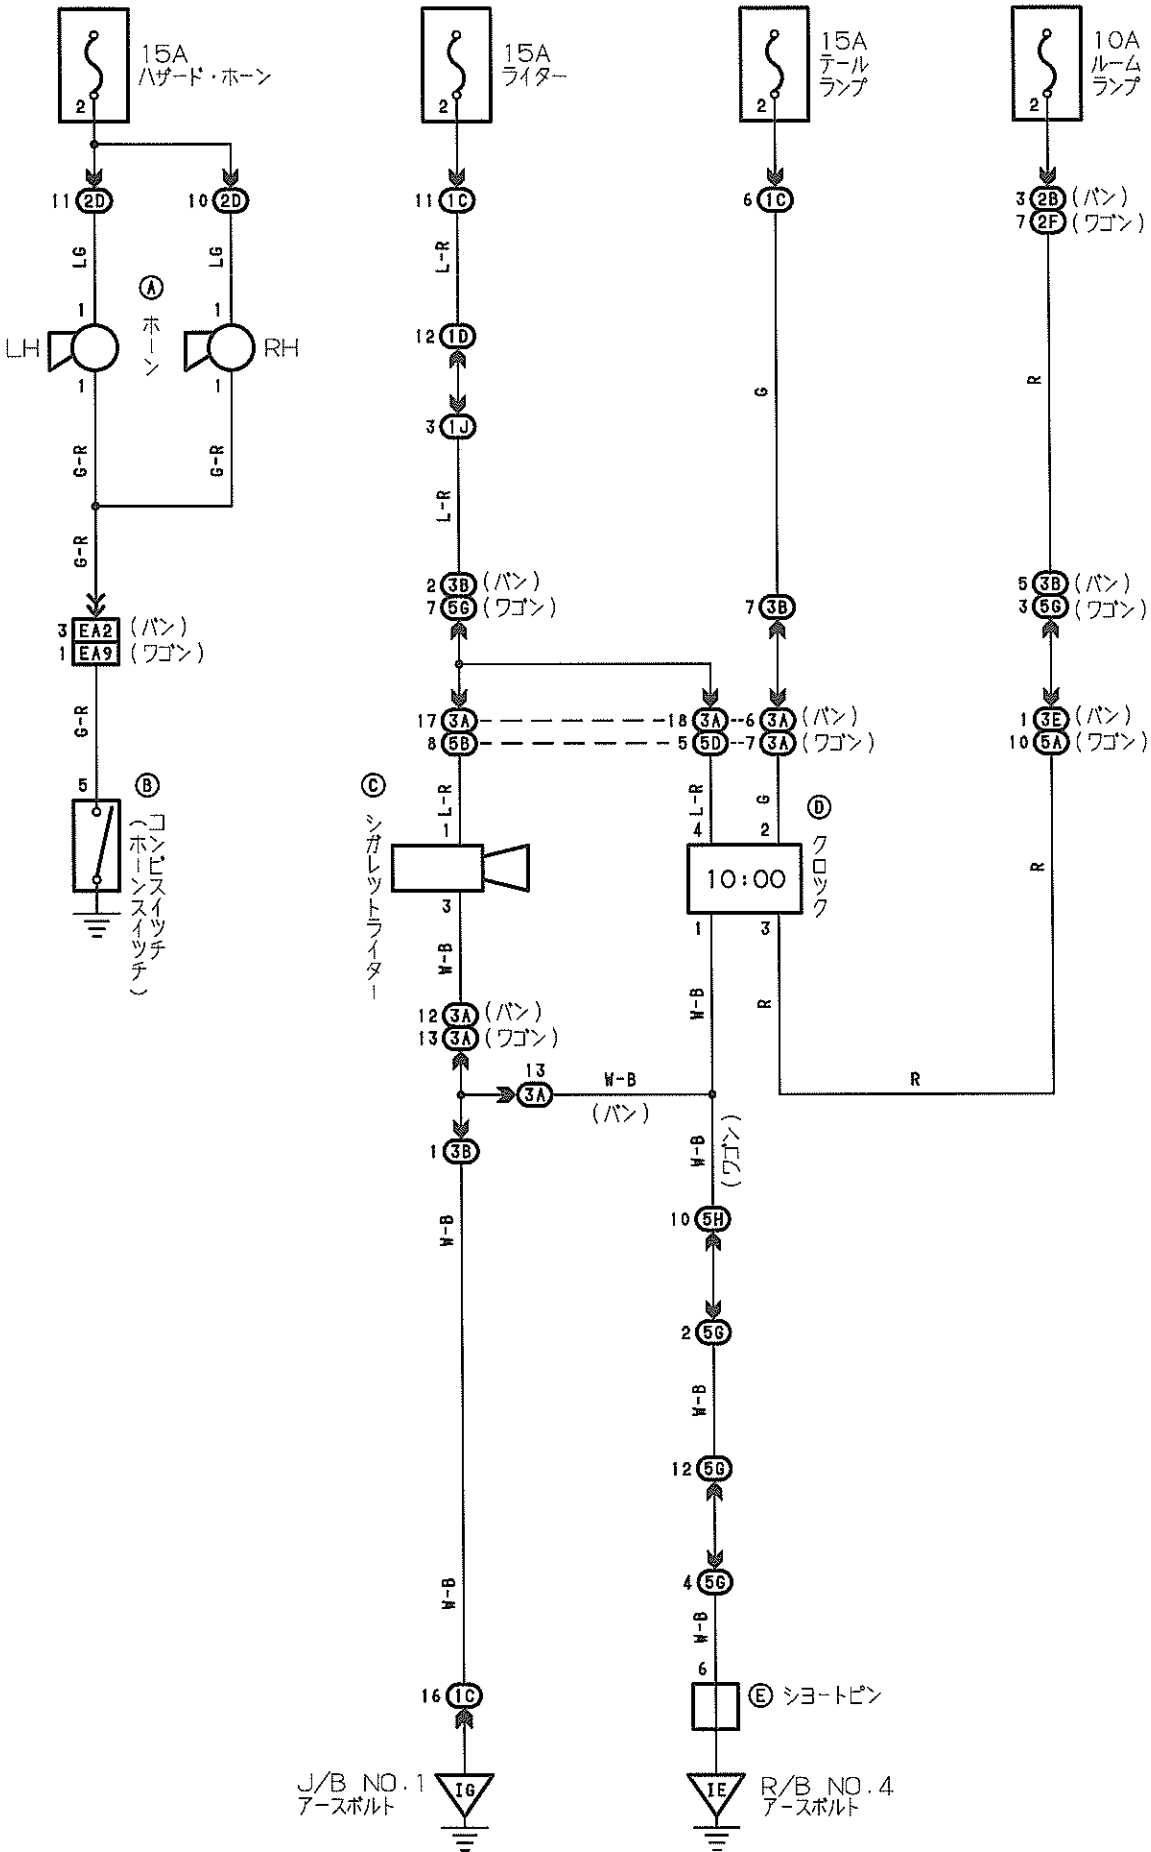 15A
ハザード・ホーン
2
15A
ライター
2
15A
テール
ランプ
2
10A
ルーム
ランプ
2
11 2D
10 2D
11 1C
6 1C
3 2B (バン)
7 2F (ワゴン)
LG
LG
L-R
A
ホーン
1
1
LH
RH
1
1
12 1D
3 1J
G
R
G-R
G-R
L-R
G-R
2 3B (バン)
7 5G (ワゴン)
7 3B
5 3B (バン)
3 5G (ワゴン)
3 EA2 (バン)
1 EA9 (ワゴン)
G-R
17 3A
8 5B
18 3A
5 5D
6 3A (バン)
7 3A (ワゴン)
1 3E (バン)
10 5A (ワゴン)
5
B
コンビスイッチ
(ホーンスイッチ)
C
シガレットライター
L-R
1
3
L-R
G
4
2
D
クロック
10:00
1
3
R
W-B
W-B
R
12 3A (バン)
13 3A (ワゴン)
13
3A
W-B
(バン)
R
1 3B
W-B
(ワゴン)
W-B
10 5H
2 5G
W-B
12 5G
4 5G
W-B
W-B
6
16 1C
E
ショートピン
J/B NO.1
アースボルト
IG
IE
R/B NO.4
アースボルト